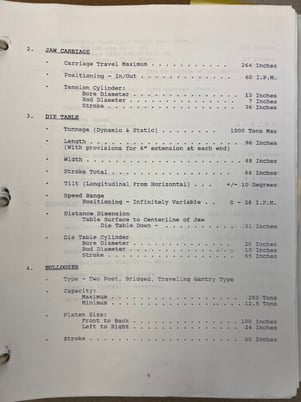 2. JAW CARRIAGE
· Carriage Travel Maximum . . . . . . . . . . . 264 Inches
· Positioning - In/Out . . . . . . . . . . . . . 60 I.P.M.
· Tension Cylinder:
Bore Diameter . . . . . . . . . . . . . . 13 Inches
Rod Diameter . . . . . . . . . . . . . . . 7 Inches
Stroke . . . . . . . . . . . . . . . . . . 36 Inches
3. DIE TABLE
· Tonnage (Dynamic & Static) . . . . . . . . . 1000 Tons Max
· Length . . . . . . . . . . . . . . . . . . . . 96 Inches
(With provisions for 6" extension at each end)
· Width . . . . . . . . . . . . . . . . . . . . 48 Inches
· Stroke Total . . . . . . . . . . . . . . . . . 84 Inches
· Tilt (Longitudinal From Horizontal) . . . +/- 10 Degrees
· Speed Range
Positioning - Infinitely Variable . . 0 - 28 I.P.M.
· Distance Dimension
Table Surface to Centerline of Jaw
Die Table Down - . . . . . . . . . . . 31 Inches
· Die Table Cylinder
Bore Diameter . . . . . . . . . . . . . . 20 Inches
Rod Diameter . . . . . . . . . . . . . . . 10 Inches
Stroke . . . . . . . . . . . . . . . . . . 85 Inches
4. BULLDOZER
· Type - Two Post, Bridged, Traveling Gantry Type
· Capacity:
Maximum . . . . . . . . . . . . . . . . . 250 Tons
Minimum . . . . . . . . . . . . . . . . . 12.5 Tons
· Platen Size:
Front to Back . . . . . . . . . . . . . . 100 Inches
Left to Right . . . . . . . . . . . . . . 24 Inches
· Stroke . . . . . . . . . . . . . . . . . . . . 60 Inches
9